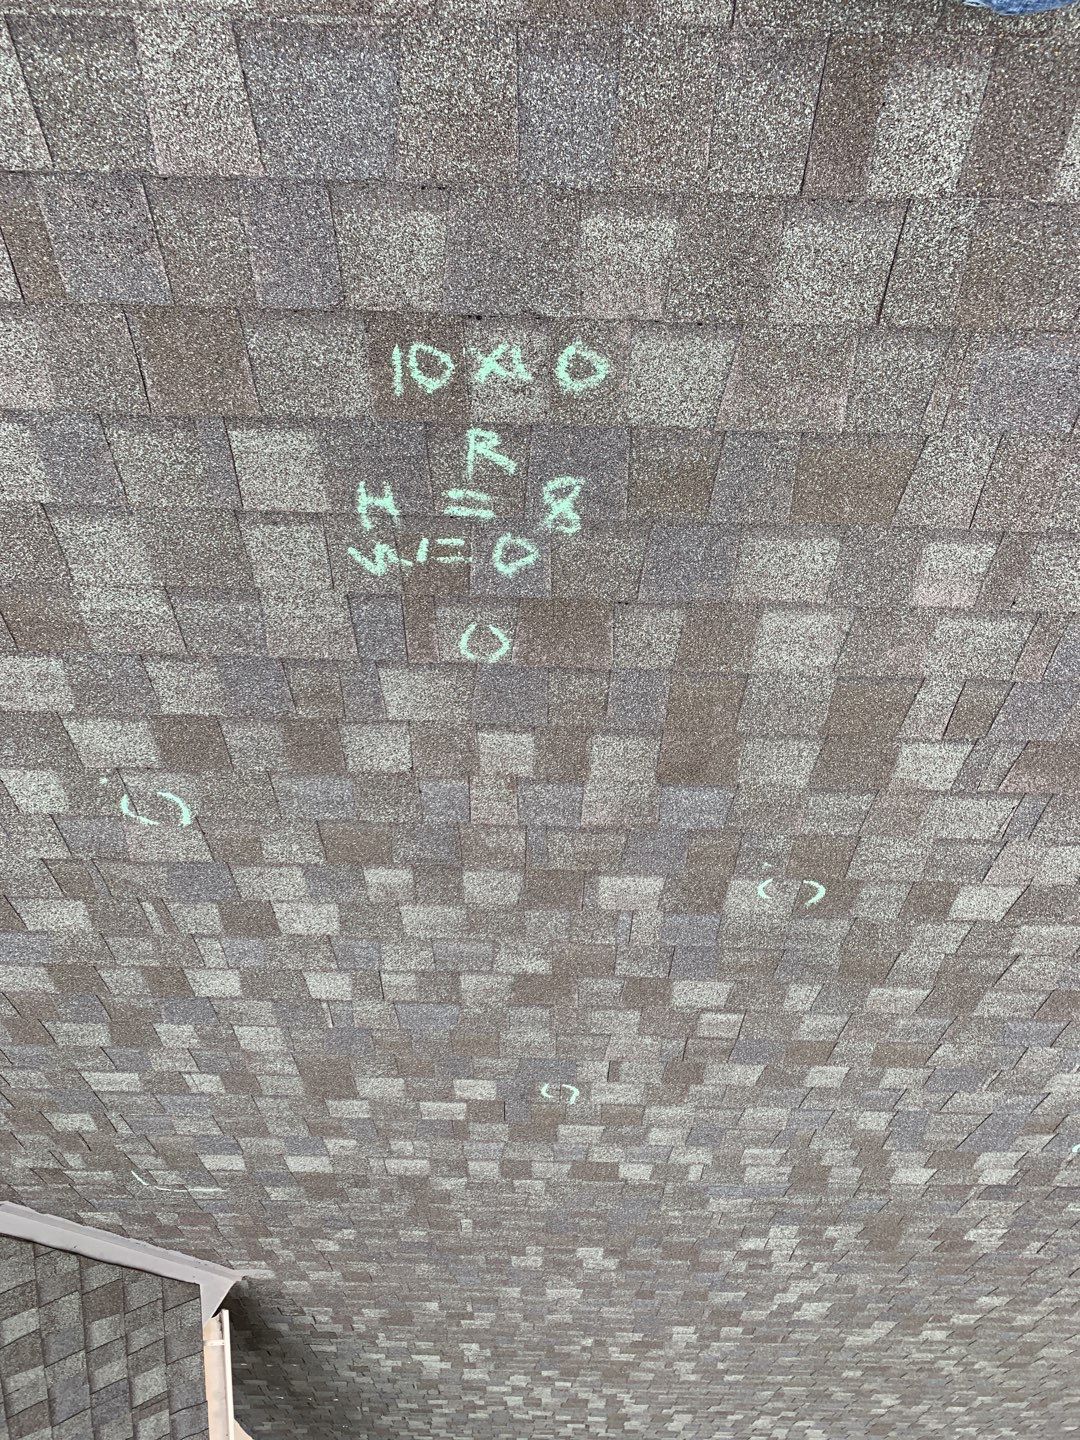 10x10
R
H = 8
W = 0